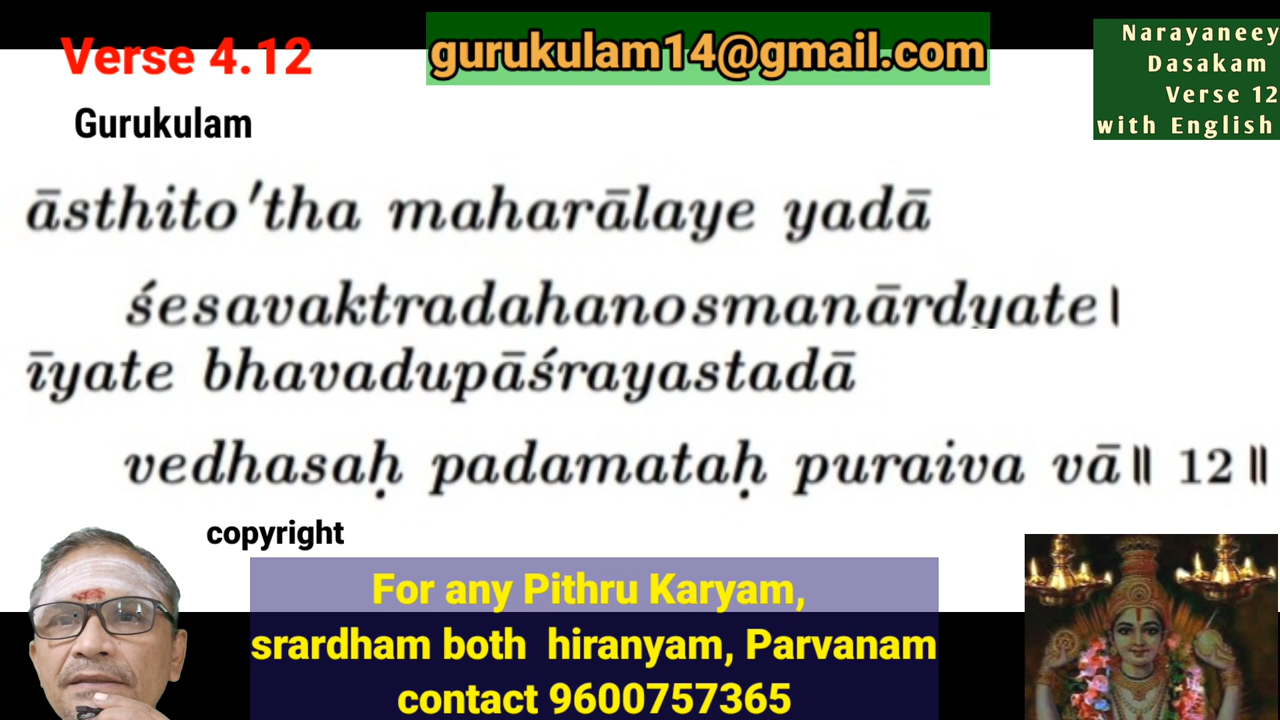 Verse 4.12
gurukulam14@gmail.com
Narayaneey
Dasakam
Verse 12
with English
Gurukulam
āsthito'tha maharālaye yadā
śesavaktradahanosmanārdyate|
īyate bhavadupāśrayastadā
vedhasaḥ padamataḥ puraiva vā॥ 12 ॥
copyright
For any Pithru Karyam,
srardham both hiranyam, Parvanam
contact 9600757365